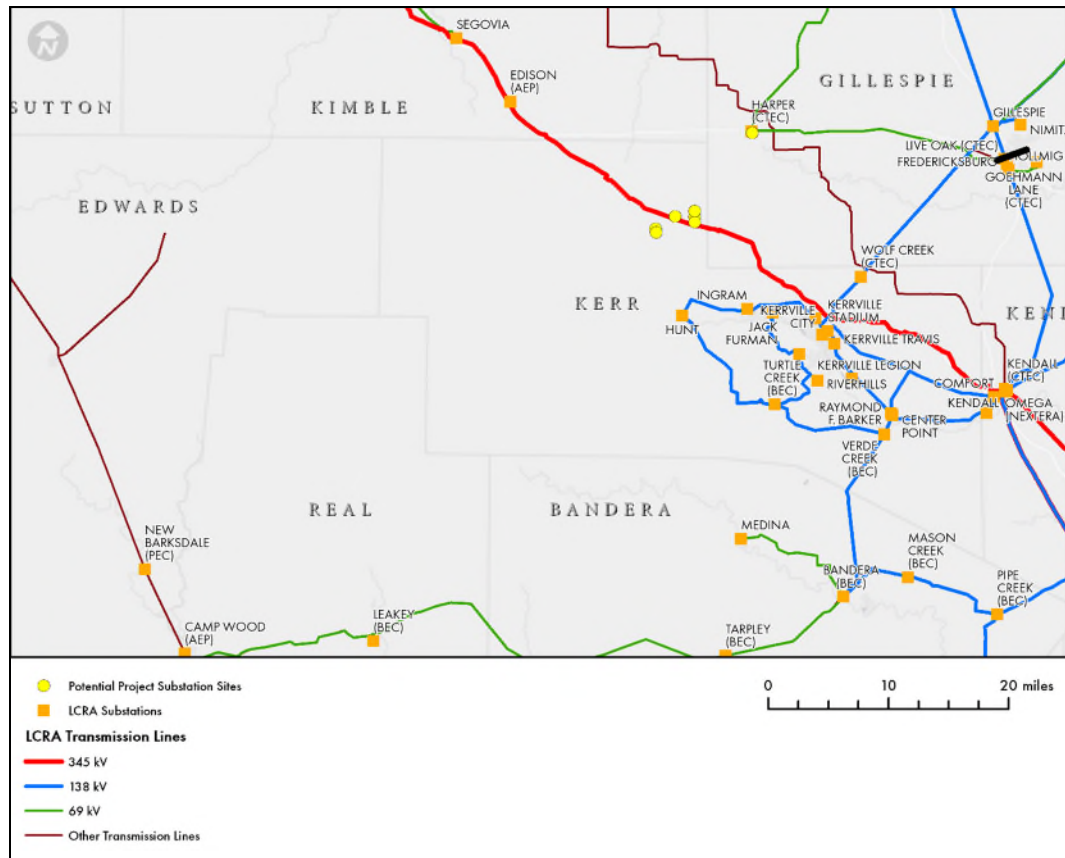 N
SEGOVIA
EDISON
(AEP)
GILLESPIE
SUTTON
KIMBLE
HARPER
(CTEC)
GILLESPIE
NIMITZ
LIVE OAK (CTEC)
FREDERICKSBURG
GOEHMANN
LANE
(CTEC)
EDWARDS
WOLF CREEK
(CTEC)
KERR
INGRAM
HUNT
JACK
FURMAN
KERRVILLE
CITY
KERRVILLE
STADIUM
KERRVILLE TRAVIS
KERRVILLE LEGION
TURTLE
CREEK
(BEC)
RIVERHILLS
KENDALL
(CTEC)
COMFORT
KENDALL
OMEGA
(NEXTERA)
RAYMOND
F. BARKER
CENTER
POINT
VERDE
CREEK
(BEC)
REAL
BANDERA
NEW
BARKSDALE
(PEC)
MEDINA
MASON
CREEK
(BEC)
BANDERA
(BEC)
PIPE
CREEK
(BEC)
CAMP WOOD
(AEP)
LEAKEY
(BEC)
TARPLEY
(BEC)
Potential Project Substation Sites
LCRA Substations
LCRA Transmission Lines
345 kV
138 kV
69 kV
Other Transmission Lines
0 10 20 miles